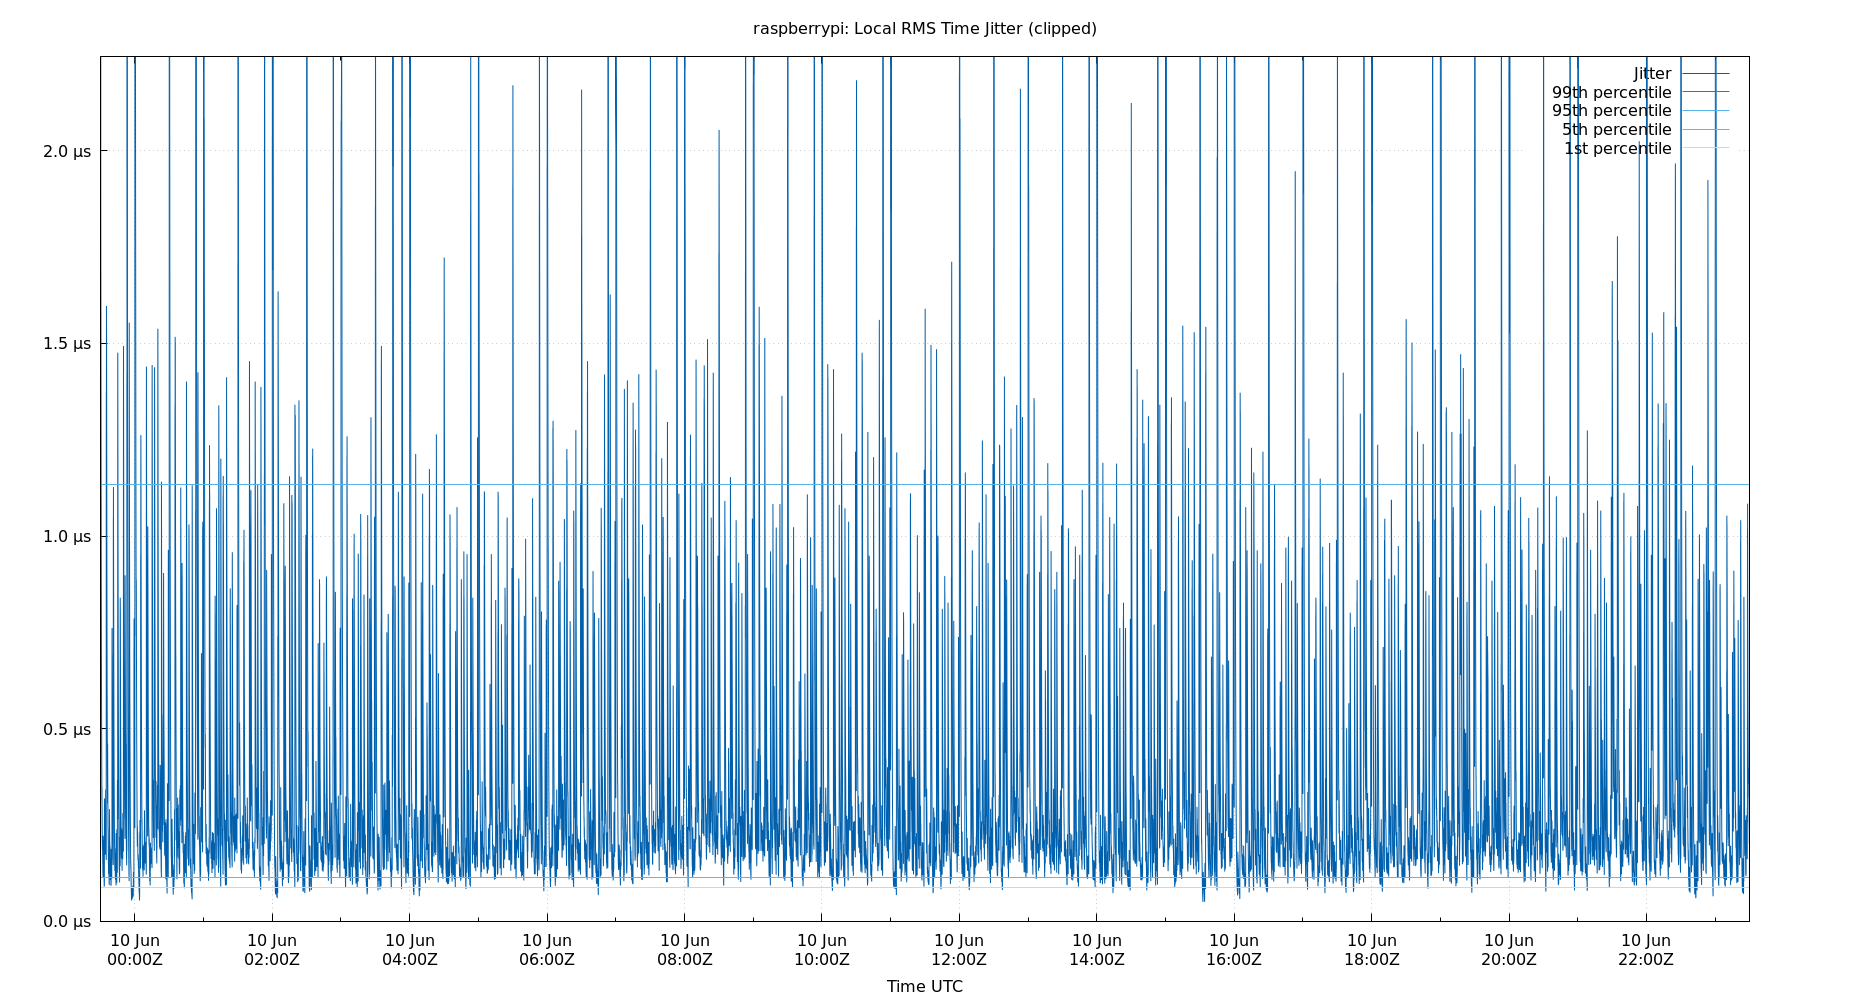 raspberrypi: Local RMS Time Jitter (clipped)
Jitter
99th percentile
95th percentile
5th percentile
1st percentile
2.0 µs
1.5 µs
1.0 µs
0.5 µs
0.0 µs
10 Jun 10 Jun 10 Jun 10 Jun 10 Jun 10 Jun 10 Jun 10 Jun 10 Jun 10 Jun 10 Jun 10 Jun
00:00Z 02:00Z 04:00Z 06:00Z 08:00Z 10:00Z 12:00Z 14:00Z 16:00Z 18:00Z 20:00Z 22:00Z
Time UTC